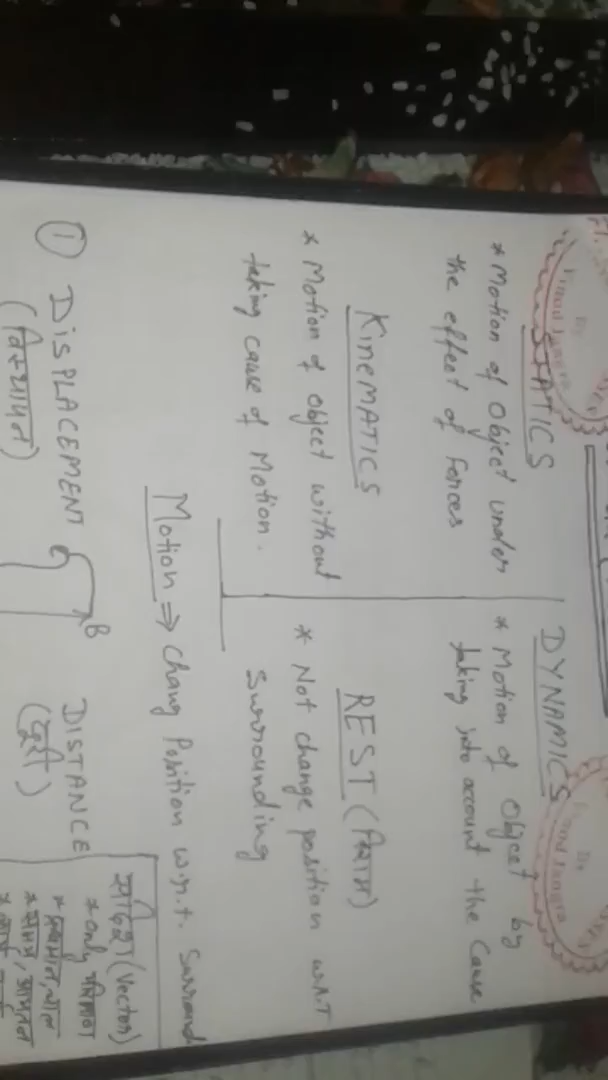 STATICS
* Motion of Object under
the effect of Forces
DYNAMICS
* Motion of Object by
taking into account the Cause
KINEMATICS
* Motion of Object without
taking cause of Motion.
REST (विराम)
* Not change position w.r.t
Surrounding
Motion ⇒ Chang Position w.r.t. Surround
① DISPLACEMENT
(विस्थापन)
B
DISTANCE
(दूरी)
(Vector)
* only परिमाण